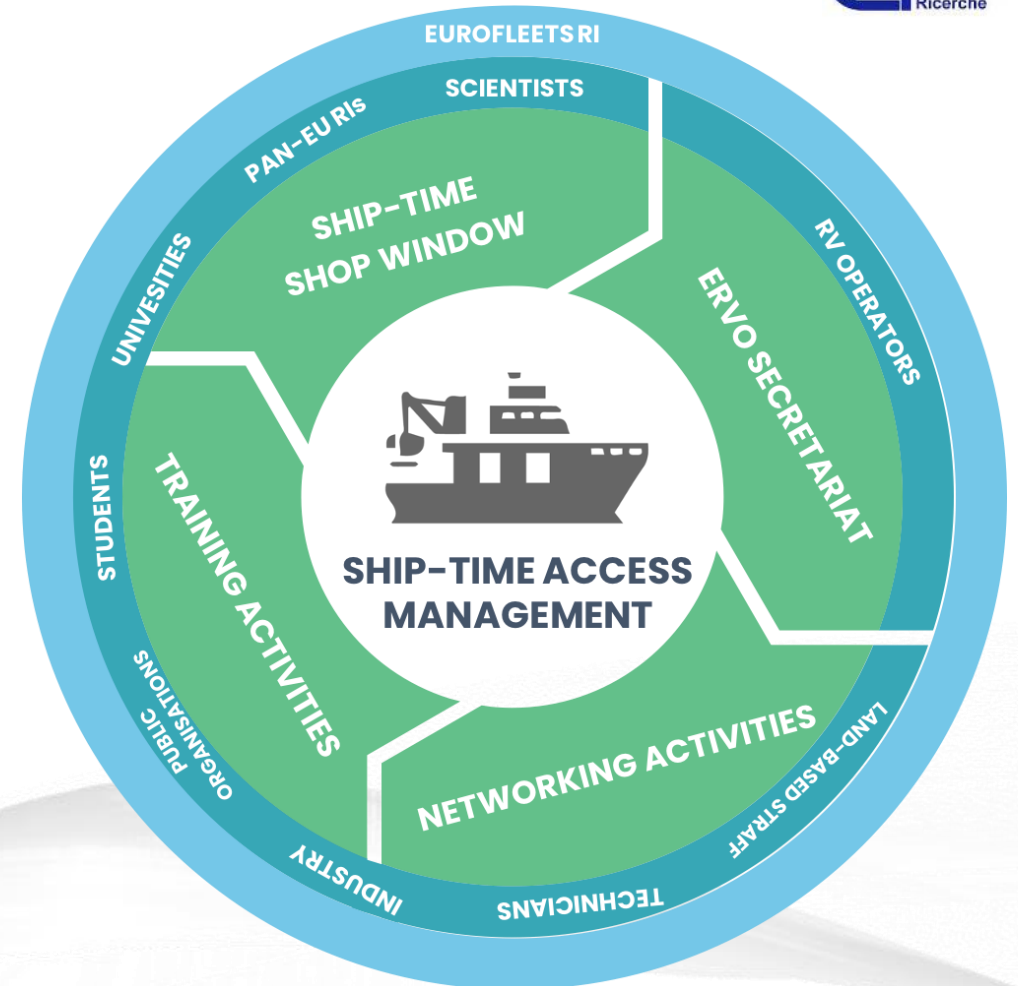 Ricerche
EUROFLEETS RI
SCIENTISTS
PAN-EU RIs
UNIVESITIES
STUDENTS
PUBLIC
ORGANISATIONS
INDUSTRY
TECHNICIANS
LAND-BASED STRAFF
RV OPERATORS
SHIP-TIME
SHOP WINDOW
ERVO SECRETARIAT
NETWORKING ACTIVITIES
TRAINING ACTIVITIES
SHIP-TIME ACCESS
MANAGEMENT